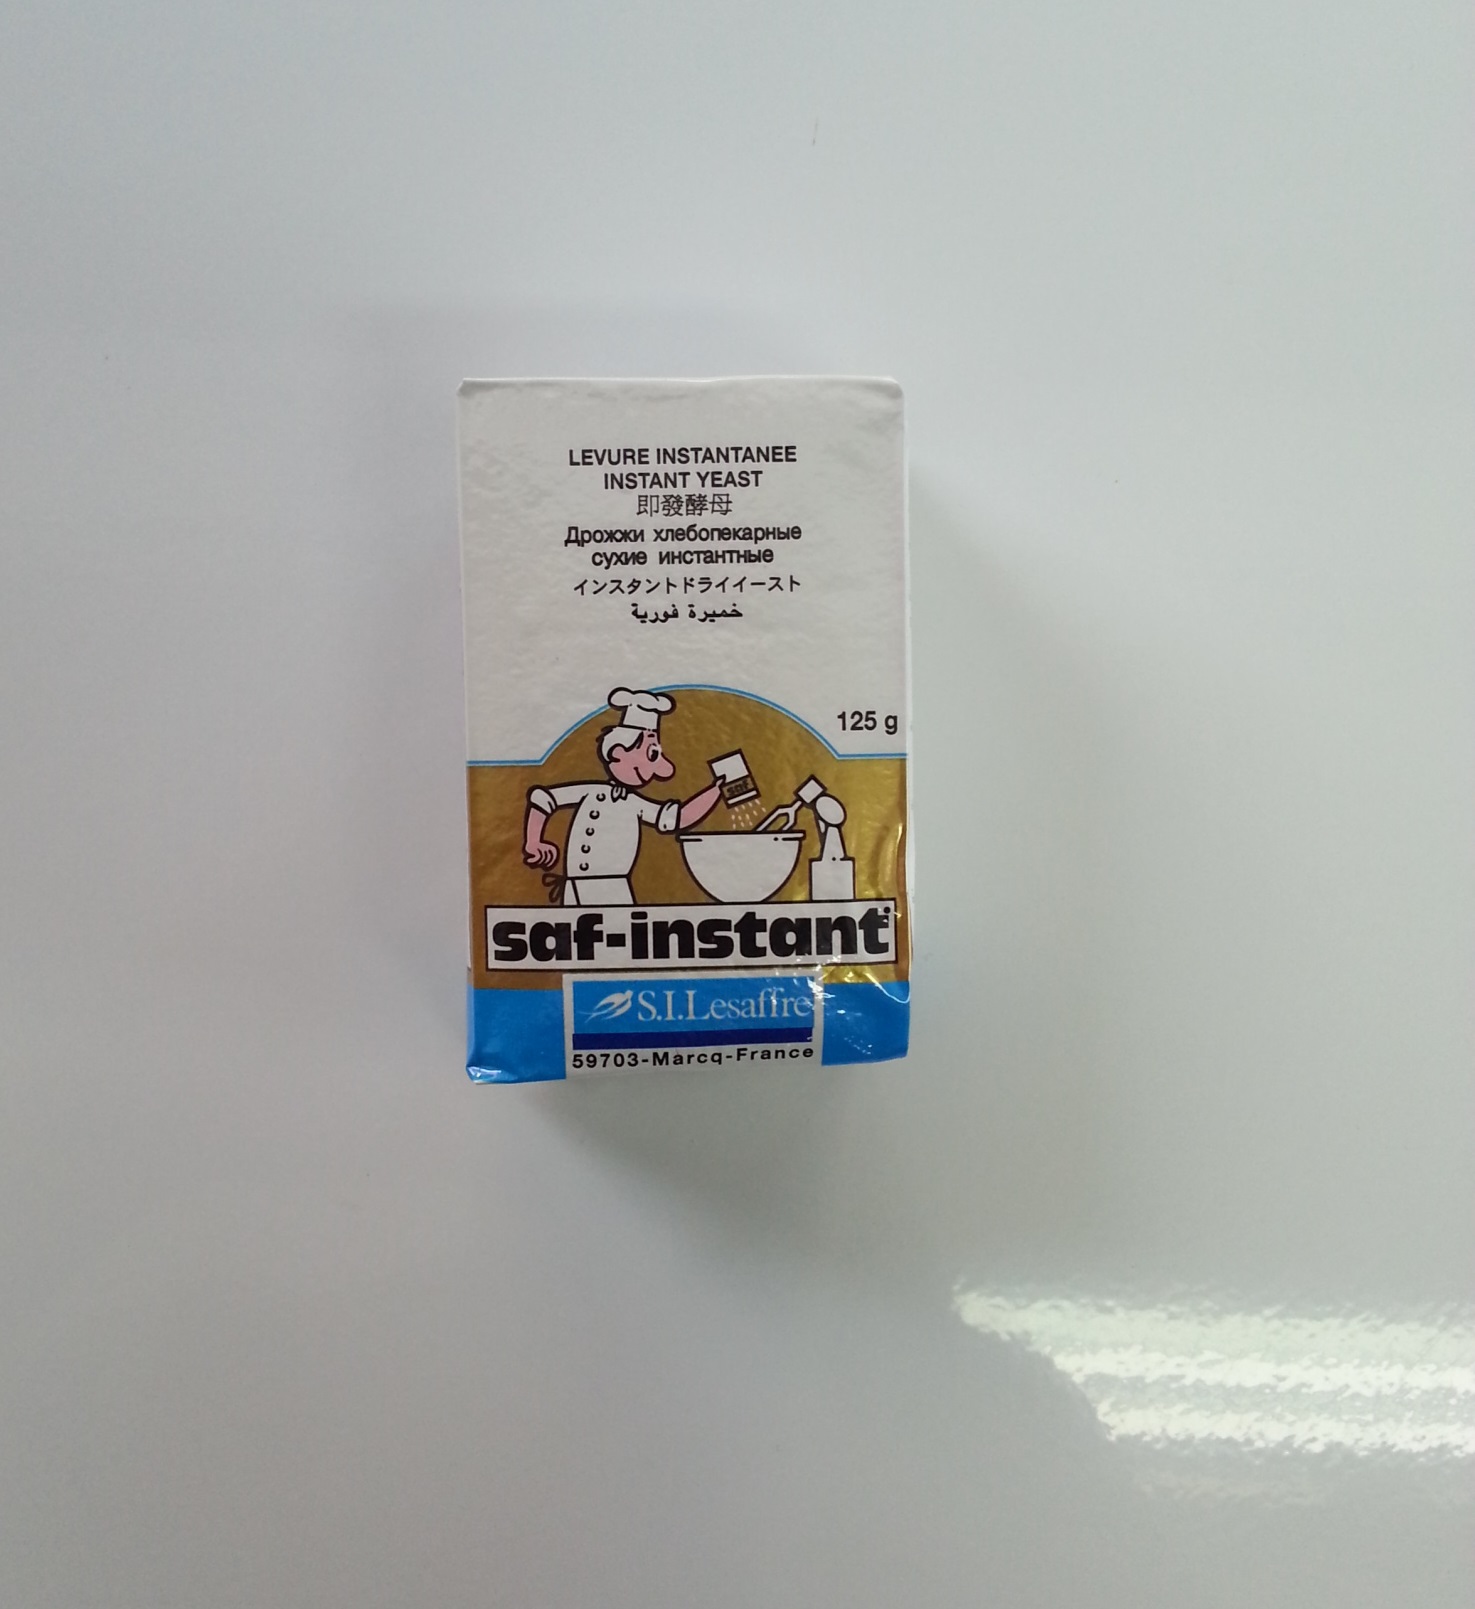 LEVURE INSTANTANEE
INSTANT YEAST
即發酵母
Дрожжи хлебопекарные
сухие инстантные
インスタントドライイースト
خميرة فورية
125 g
saf
saf-instant
S.I.Lesaffre
59703-Marcq-France